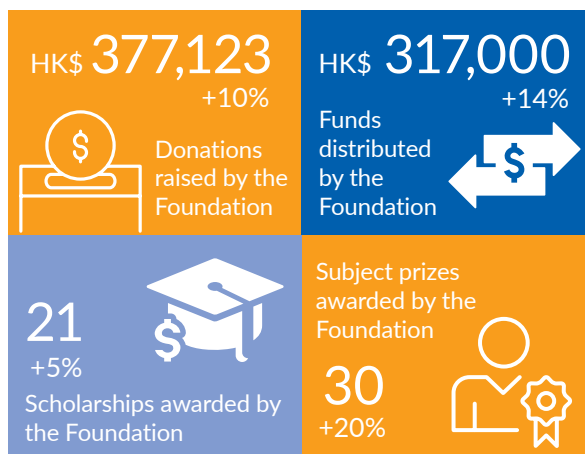 HK$ 377,123
+10%
Donations
raised by the
Foundation
$
HK$ 317,000
+14%
Funds
distributed
by the
Foundation
$
21
+5%
Scholarships awarded by
the Foundation
$
Subject prizes
awarded by the
Foundation
30
+20%